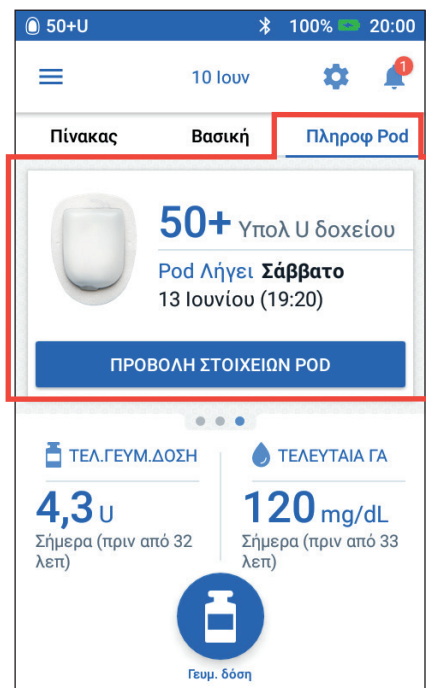 50+U 100% 20:00
10 Ιουν 1
Πίνακας Βασική Πληροφ Pod
50+ Υπολ U δοχείου
Pod Λήγει Σάββατο
13 Ιουνίου (19:20)
ΠΡΟΒΟΛΗ ΣΤΟΙΧΕΙΩΝ POD
ΤΕΛ.ΓΕΥΜ.ΔΟΣΗ ΤΕΛΕΥΤΑΙΑ ΓΑ
4,3 U 120 mg/dL
Σήμερα (πριν από 32 Σήμερα (πριν από 33
λεπ) λεπ)
Γευμ. δόση